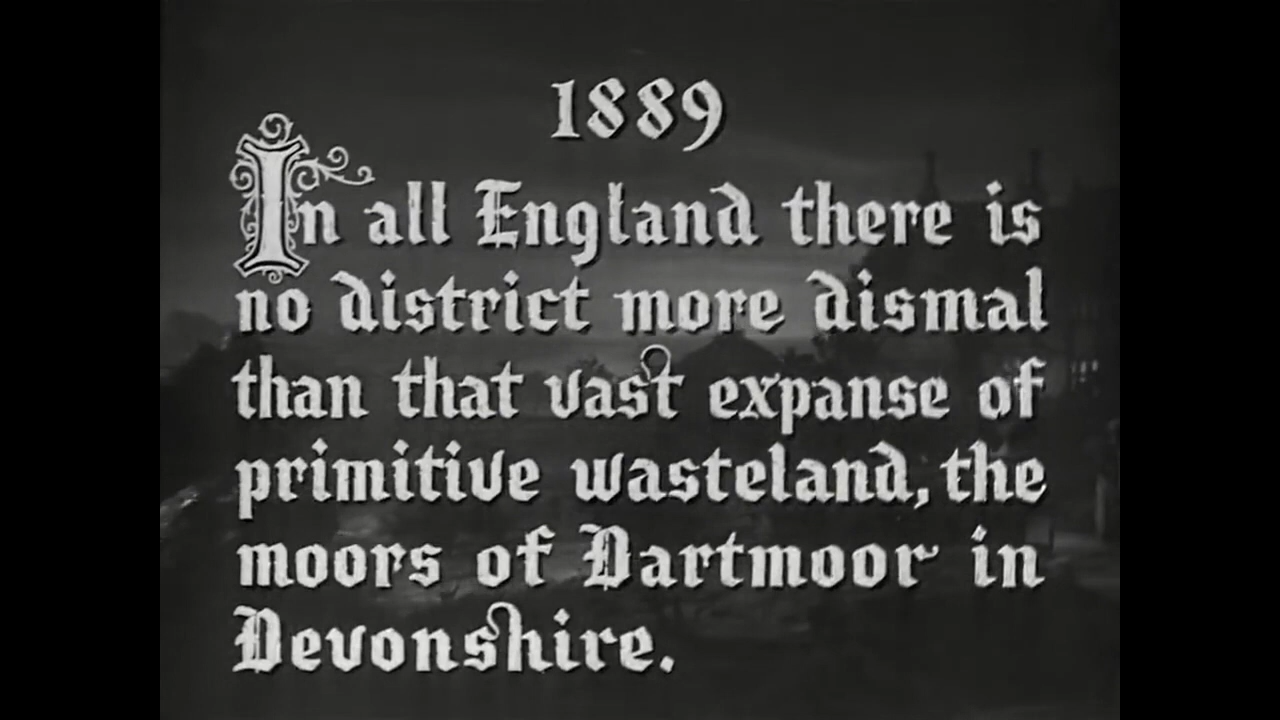 1889
In all England there is
no district more dismal
than that vast expanse of
primitive wasteland, the
moors of Dartmoor in
Devonshire.